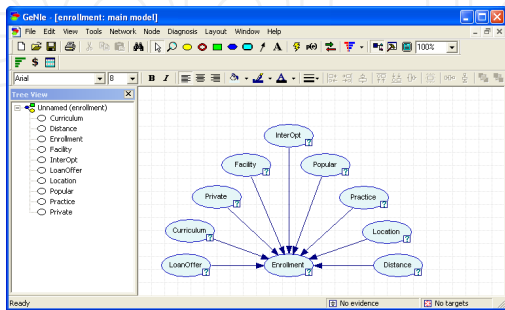 GeNIe - [enrollment: main model]
File Edit View Tools Network Node Diagnosis Layout Window Help
100%
Arial 8 B I A
Tree View
Unnamed (enrollment)
Curriculum
Distance
Enrollment
Facility
InterOpt
LoanOffer
Location
Popular
Practice
Private
InterOpt
Facility
Popular
Private
Practice
Curriculum
Location
LoanOffer
Enrollment
Distance
Ready No evidence No targets